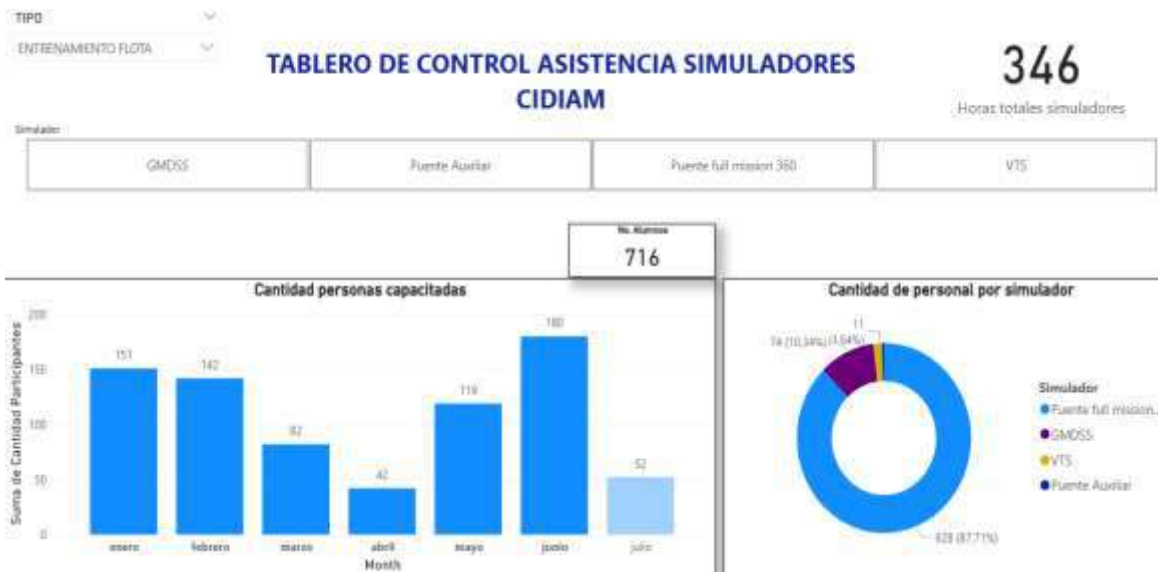 TIPO
ENTRENAMIENTO FLOTA
TABLERO DE CONTROL ASISTENCIA SIMULADORES
CIDIAM
346
Horas totales simuladores
Simulador
GMDSS
Puente Auxiliar
Puente full mission 360
VTS
No. Alumnos
716
Cantidad personas capacitadas
Suma de Cantidad Participantes
200
150
100
50
0
151
142
82
42
119
180
52
enero
febrero
marzo
abril
mayo
junio
julio
Month
Cantidad de personal por simulador
11
(1.54%)
74 (10.34%)
628 (87.71%)
Simulador
Puente full mission...
GMDSS
VTS
Puente Auxiliar